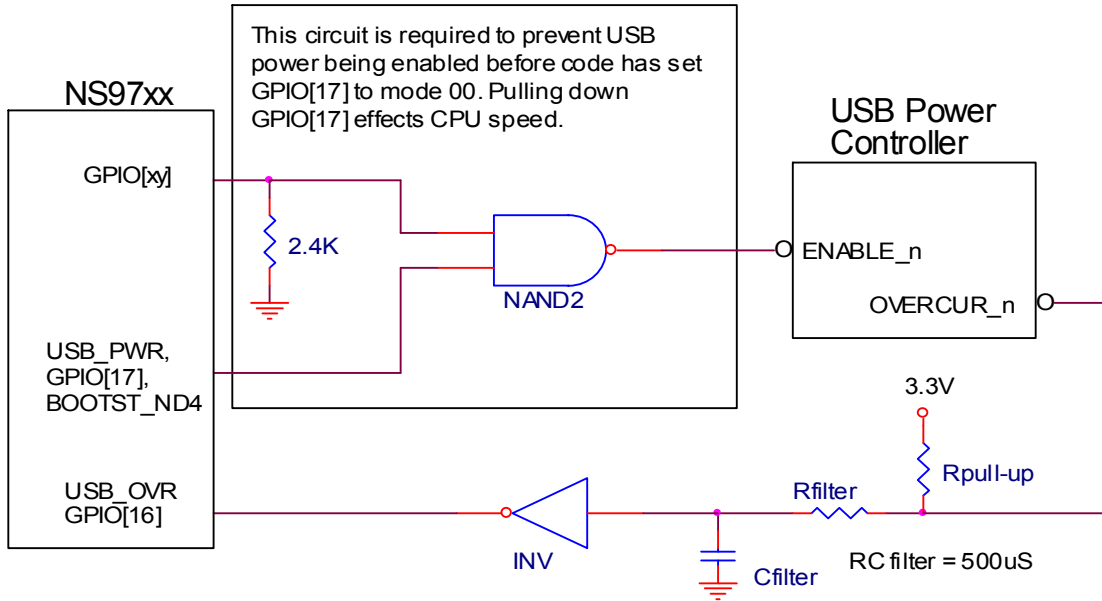 This circuit is required to prevent USB
power being enabled before code has set
GPIO[17] to mode 00. Pulling down
GPIO[17] effects CPU speed.
NS97xx
USB Power
Controller
GPIO[xy]
2.4K
NAND2
ENABLE_n
OVERCUR_n
USB_PWR,
GPIO[17],
BOOTST_ND4
3.3V
Rpull-up
Rfilter
USB_OVR
GPIO[16]
INV
Cfilter
RC filter = 500uS